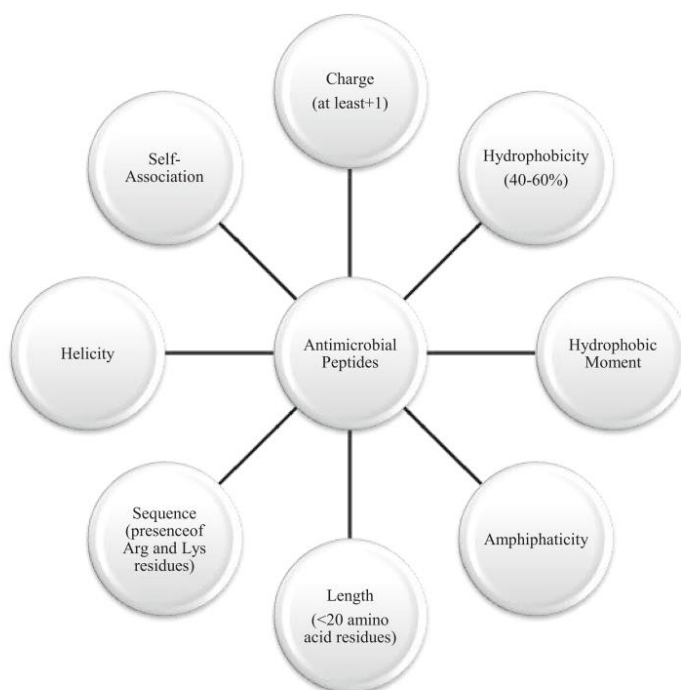 Charge
(at least+1)
Self-
Association
Hydrophobicity
(40-60%)
Helicity
Antimicrobial
Peptides
Hydrophobic
Moment
Sequence
(presenceof
Arg and Lys
residues)
Amphiphaticity
Length
(<20 amino
acid residues)